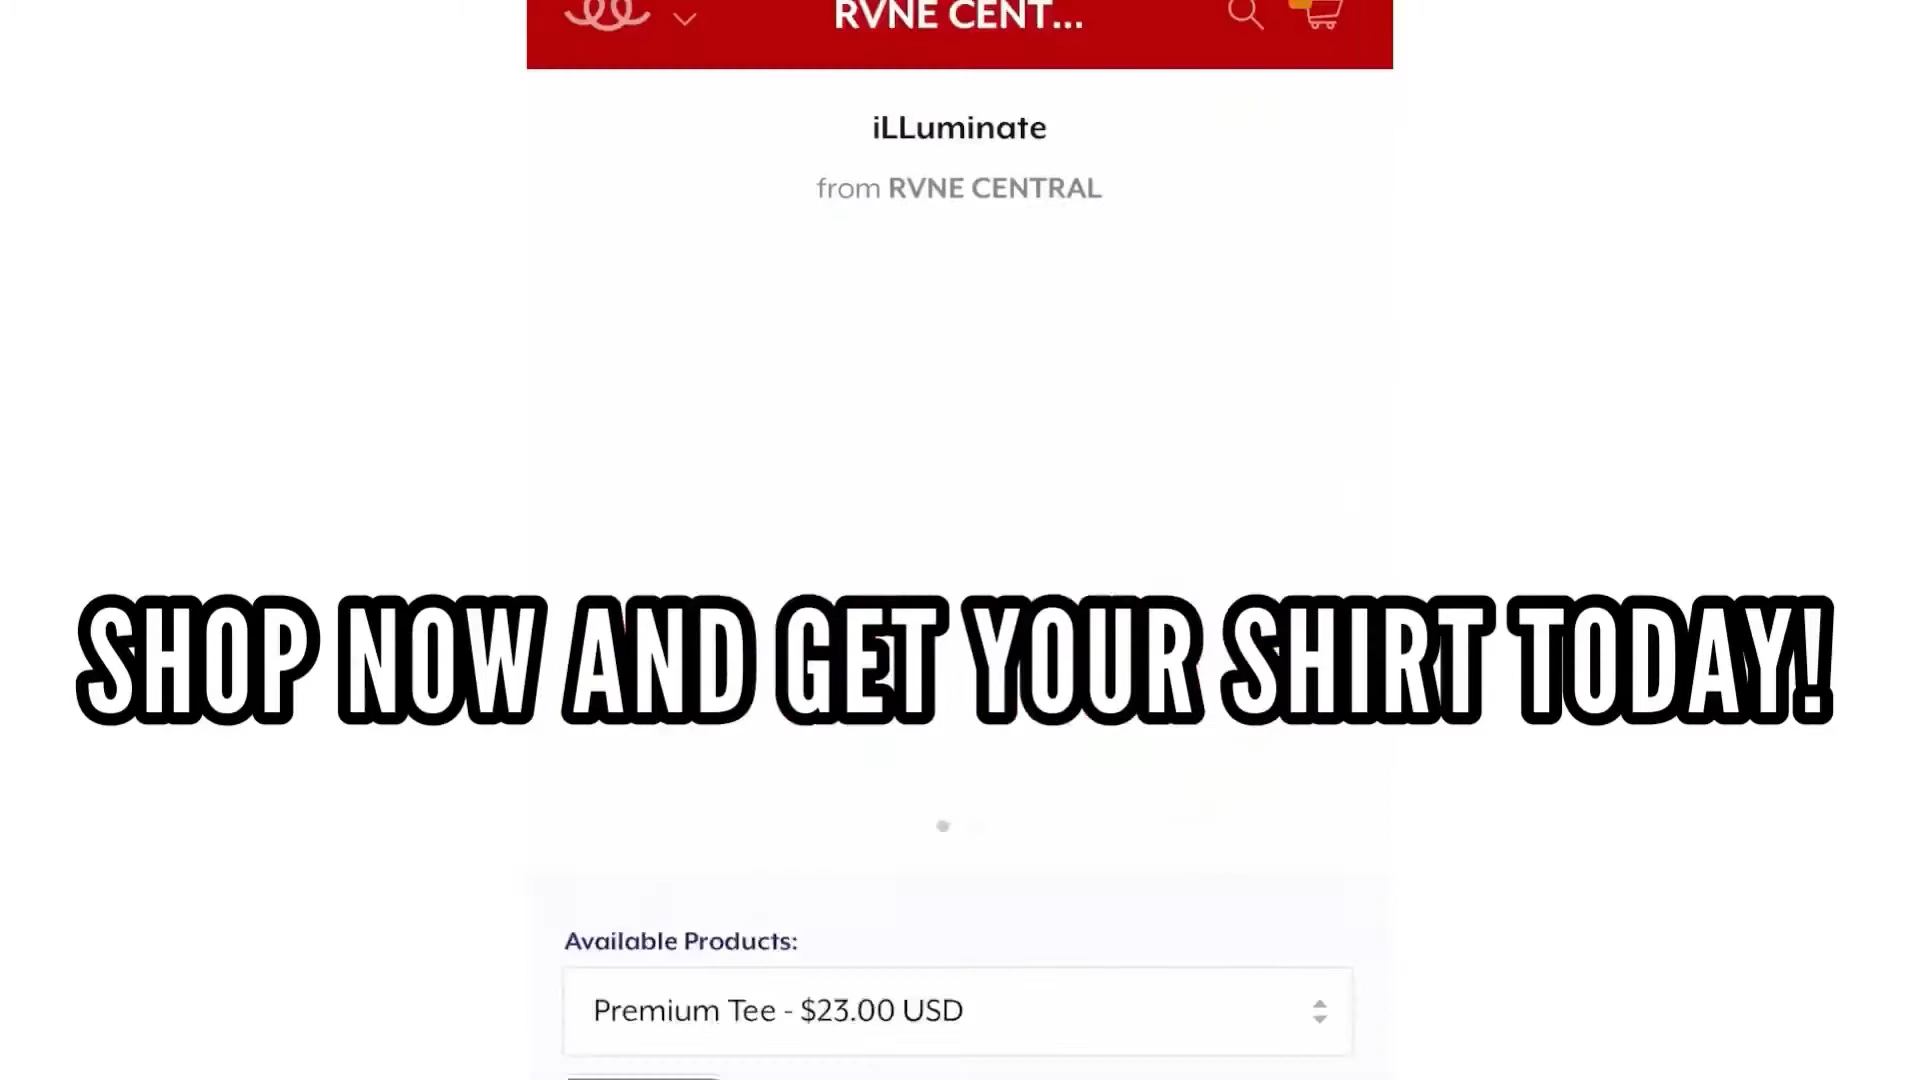 RVNE CENT...
iLLuminate
from RVNE CENTRAL
SHOP NOW AND GET YOUR SHIRT TODAY!
Available Products:
Premium Tee - $23.00 USD